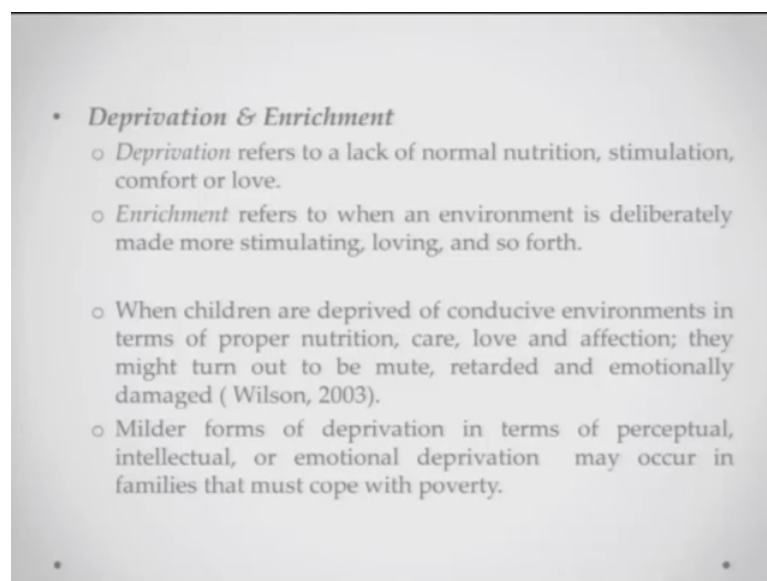 • Deprivation & Enrichment
o Deprivation refers to a lack of normal nutrition, stimulation,
comfort or love.
o Enrichment refers to when an environment is deliberately
made more stimulating, loving, and so forth.
o When children are deprived of conducive environments in
terms of proper nutrition, care, love and affection; they
might turn out to be mute, retarded and emotionally
damaged ( Wilson, 2003).
o Milder forms of deprivation in terms of perceptual,
intellectual, or emotional deprivation may occur in
families that must cope with poverty.